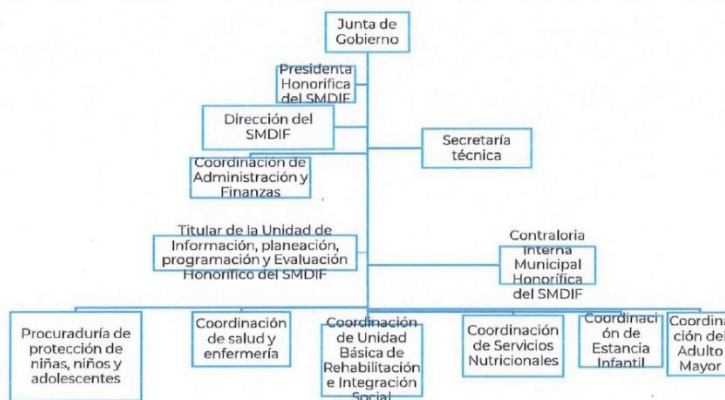 Junta de
Gobierno
Presidenta
Honorifica
del SMDIF
Dirección del
SMDIF
Secretaría
técnica
Coordinación de
Administración y
Finanzas
Titular de la Unidad de
Información, planeación,
programación y Evaluación
Honorífico del SMDIF
Contraloria
Interna
Municipal
Honorífica
del SMDIF
Procuraduría de
protección de
niñas, niños y
adolescentes
Coordinación
de salud y
enfermería
Coordinación
de Unidad
Básica de
Rehabilitación
e Integración
Social
Coordinación
de Servicios
Nutricionales
Coordinaci
ón de
Estancia
Infantil
Coordina
ción del
Adulto
Mayor